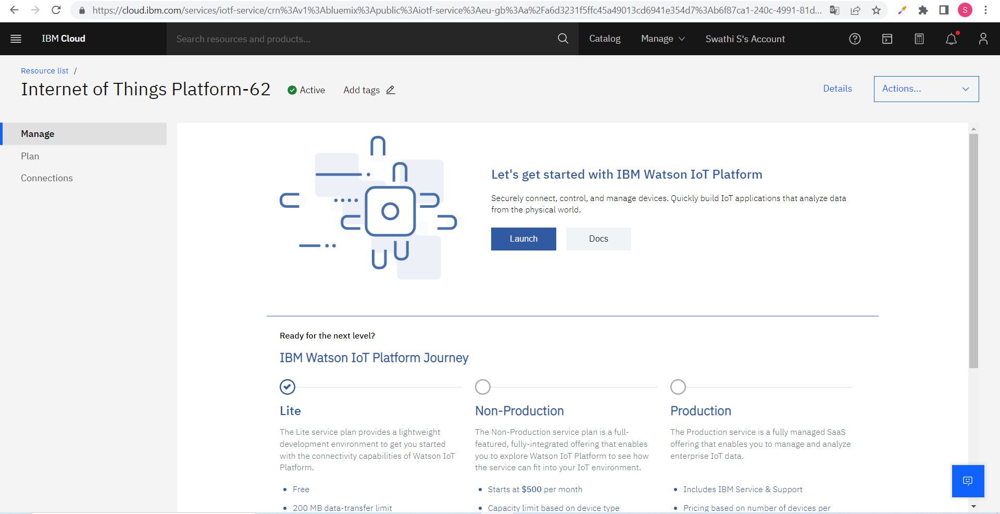 https://cloud.ibm.com/services/iotf-service/crn%3Av1%3Abluemix%3Apublic%3Aiotf-service%3Aeu-gb%3Aa%2Fa6d3231f5ffc45a49013cd6941e354d7%3Ab6f87ca1-240c-4991-81d...
S
IBM Cloud
Search resources and products...
Catalog
Manage
Swathi S's Account
Resource list /
Internet of Things Platform-62
Active
Add tags
Details
Actions...
Manage
Plan
Connections
Let's get started with IBM Watson IoT Platform
Securely connect, control, and manage devices. Quickly build IoT applications that analyze data
from the physical world.
Launch
Docs
Ready for the next level?
IBM Watson IoT Platform Journey
Lite
The Lite service plan provides a lightweight
development environment to get you started
with the connectivity capabilities of Watson IoT
Platform.
• Free
• 200 MB data-transfer limit
Non-Production
The Non-Production service plan is a full-
featured, fully-integrated offering that enables
you to explore Watson IoT Platform to see how
the service can fit into your IoT environment.
• Starts at $500 per month
• Capacity limit based on device type
Production
The Production service is a fully managed SaaS
offering that enables you to manage and analyze
enterprise IoT data.
• Includes IBM Service & Support
• Pricing based on number of devices per